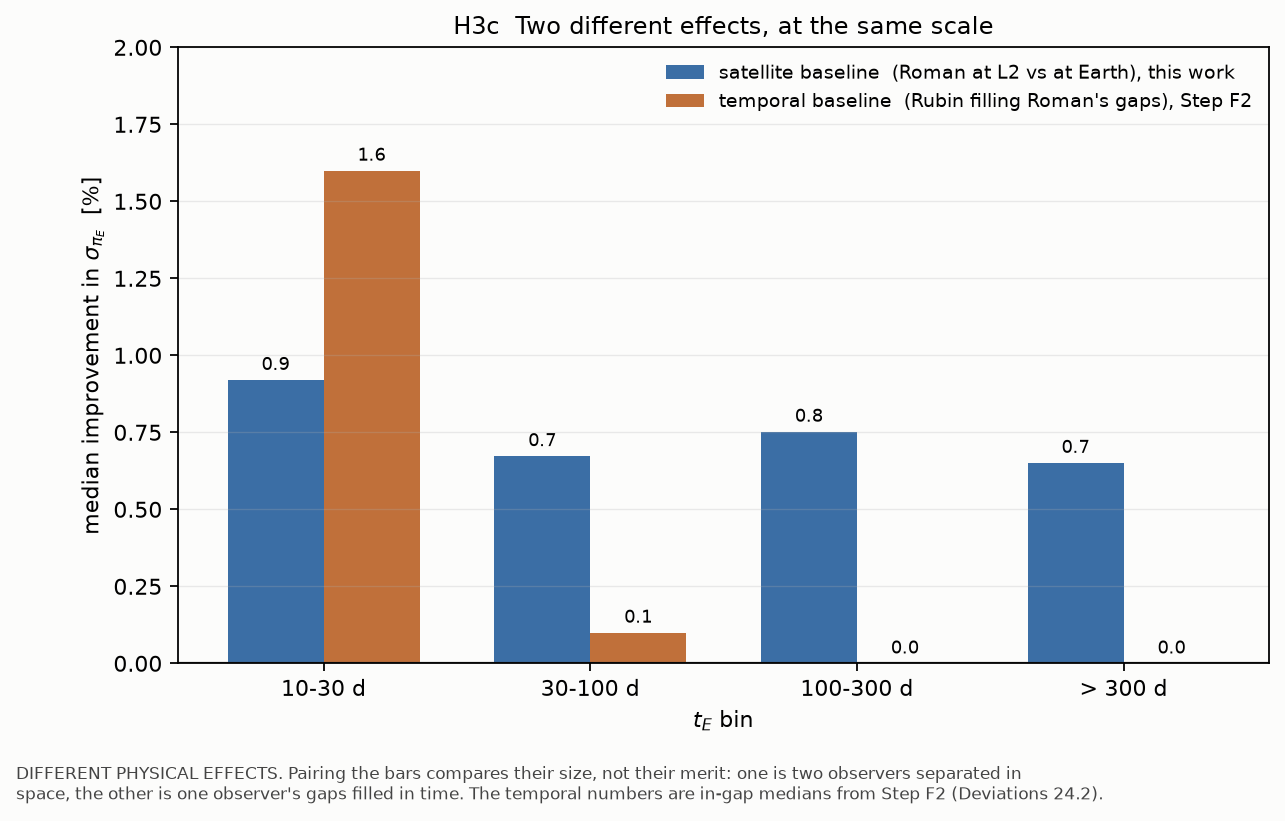 H3c  Two different effects, at the same scale
satellite baseline  (Roman at L2 vs at Earth), this work
temporal baseline  (Rubin filling Roman's gaps), Step F2
median improvement in σ_{π_E}  [%]
2.00
1.75
1.50
1.25
1.00
0.75
0.50
0.25
0.00
0.9
1.6
0.7
0.1
0.8
0.0
0.7
0.0
10-30 d
30-100 d
100-300 d
> 300 d
t_E bin
DIFFERENT PHYSICAL EFFECTS. Pairing the bars compares their size, not their merit: one is two observers separated in
space, the other is one observer's gaps filled in time. The temporal numbers are in-gap medians from Step F2 (Deviations 24.2).